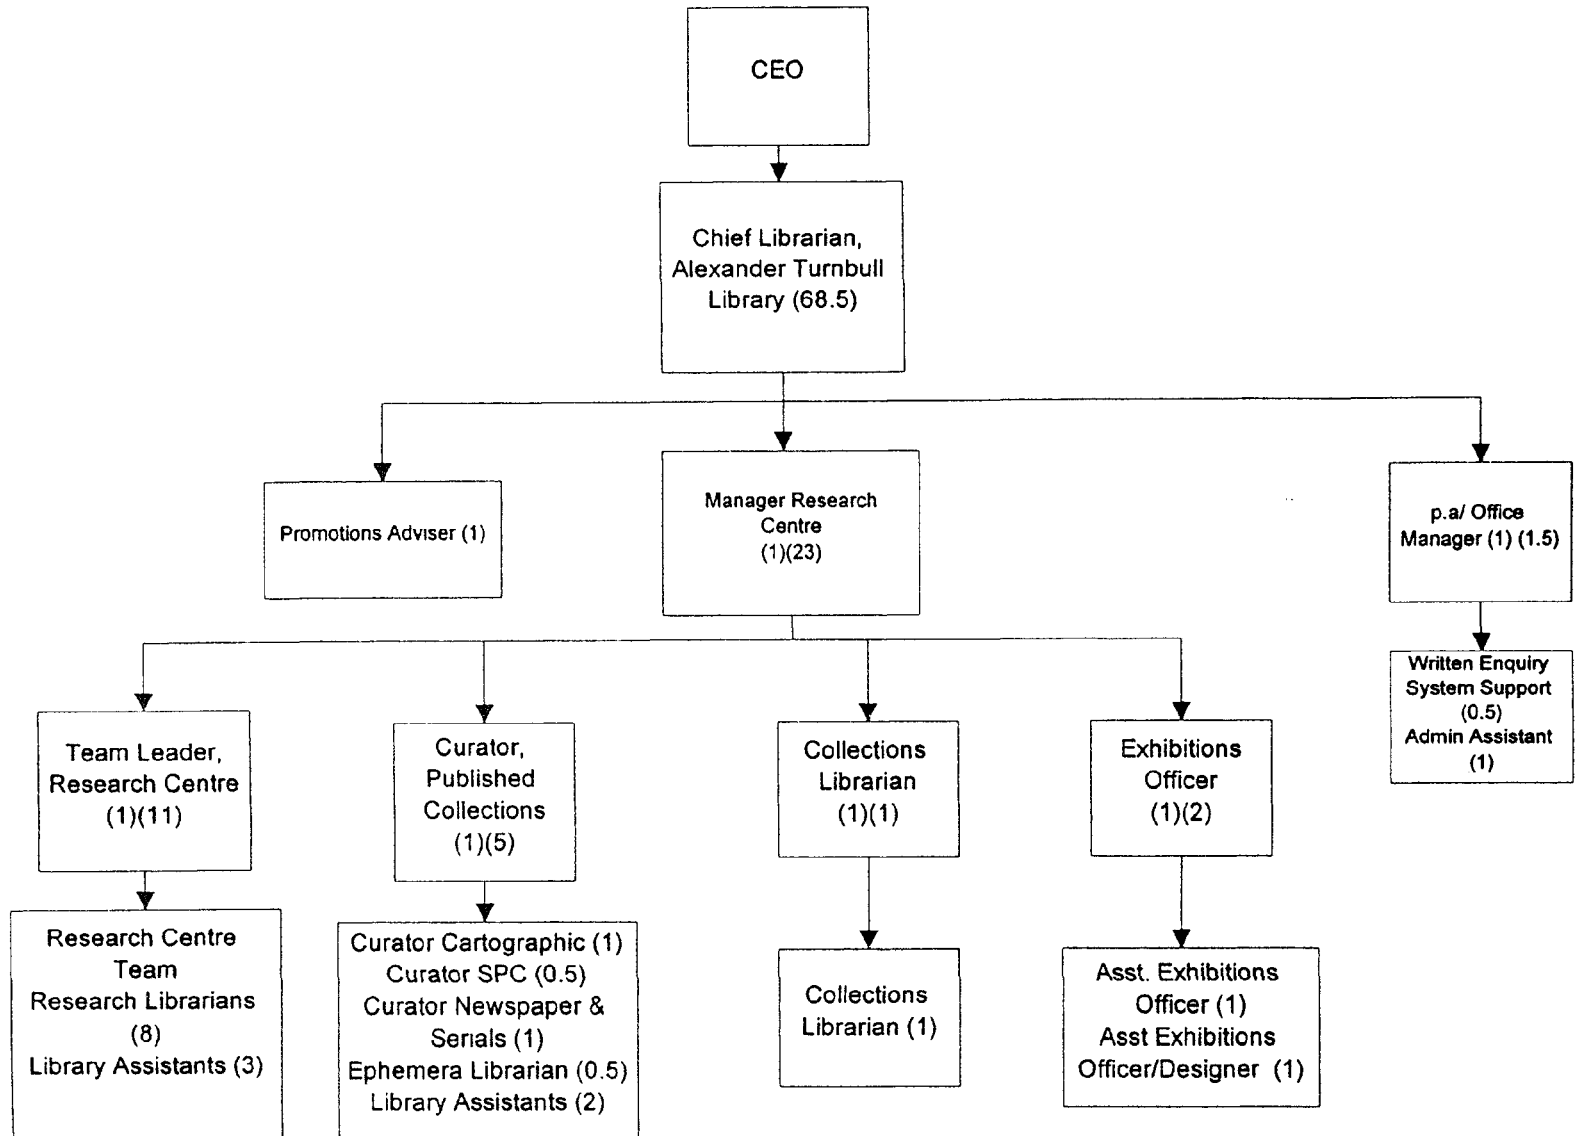 CEO
Chief Librarian,
Alexander Turnbull
Library (68.5)
Promotions Adviser (1)
Manager Research
Centre
(1)(23)
p.a/ Office
Manager (1) (1.5)
Written Enquiry
System Support
(0.5)
Admin Assistant
(1)
Team Leader,
Research Centre
(1)(11)
Curator,
Published
Collections
(1)(5)
Collections
Librarian
(1)(1)
Exhibitions
Officer
(1)(2)
Research Centre
Team
Research Librarians
(8)
Library Assistants (3)
Curator Cartographic (1)
Curator SPC (0.5)
Curator Newspaper &
Serials (1)
Ephemera Librarian (0.5)
Library Assistants (2)
Collections
Librarian (1)
Asst. Exhibitions
Officer (1)
Asst Exhibitions
Officer/Designer (1)